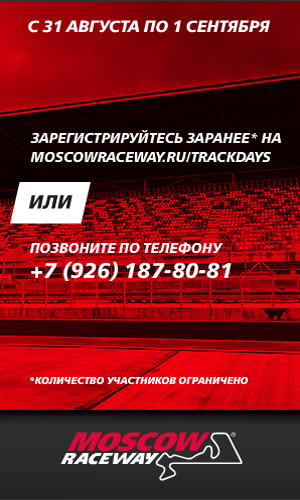 С 31 АВГУСТА ПО 1 СЕНТЯБРЯ
ЗАРЕГИСТРИРУЙТЕСЬ ЗАРАНЕЕ* НА
MOSCOWRACEWAY.RU/TRACKDAYS
ИЛИ
ПОЗВОНИТЕ ПО ТЕЛЕФОНУ
+7 (926) 187-80-81
*КОЛИЧЕСТВО УЧАСТНИКОВ ОГРАНИЧЕНО
MOSCOW®
RACEWAY